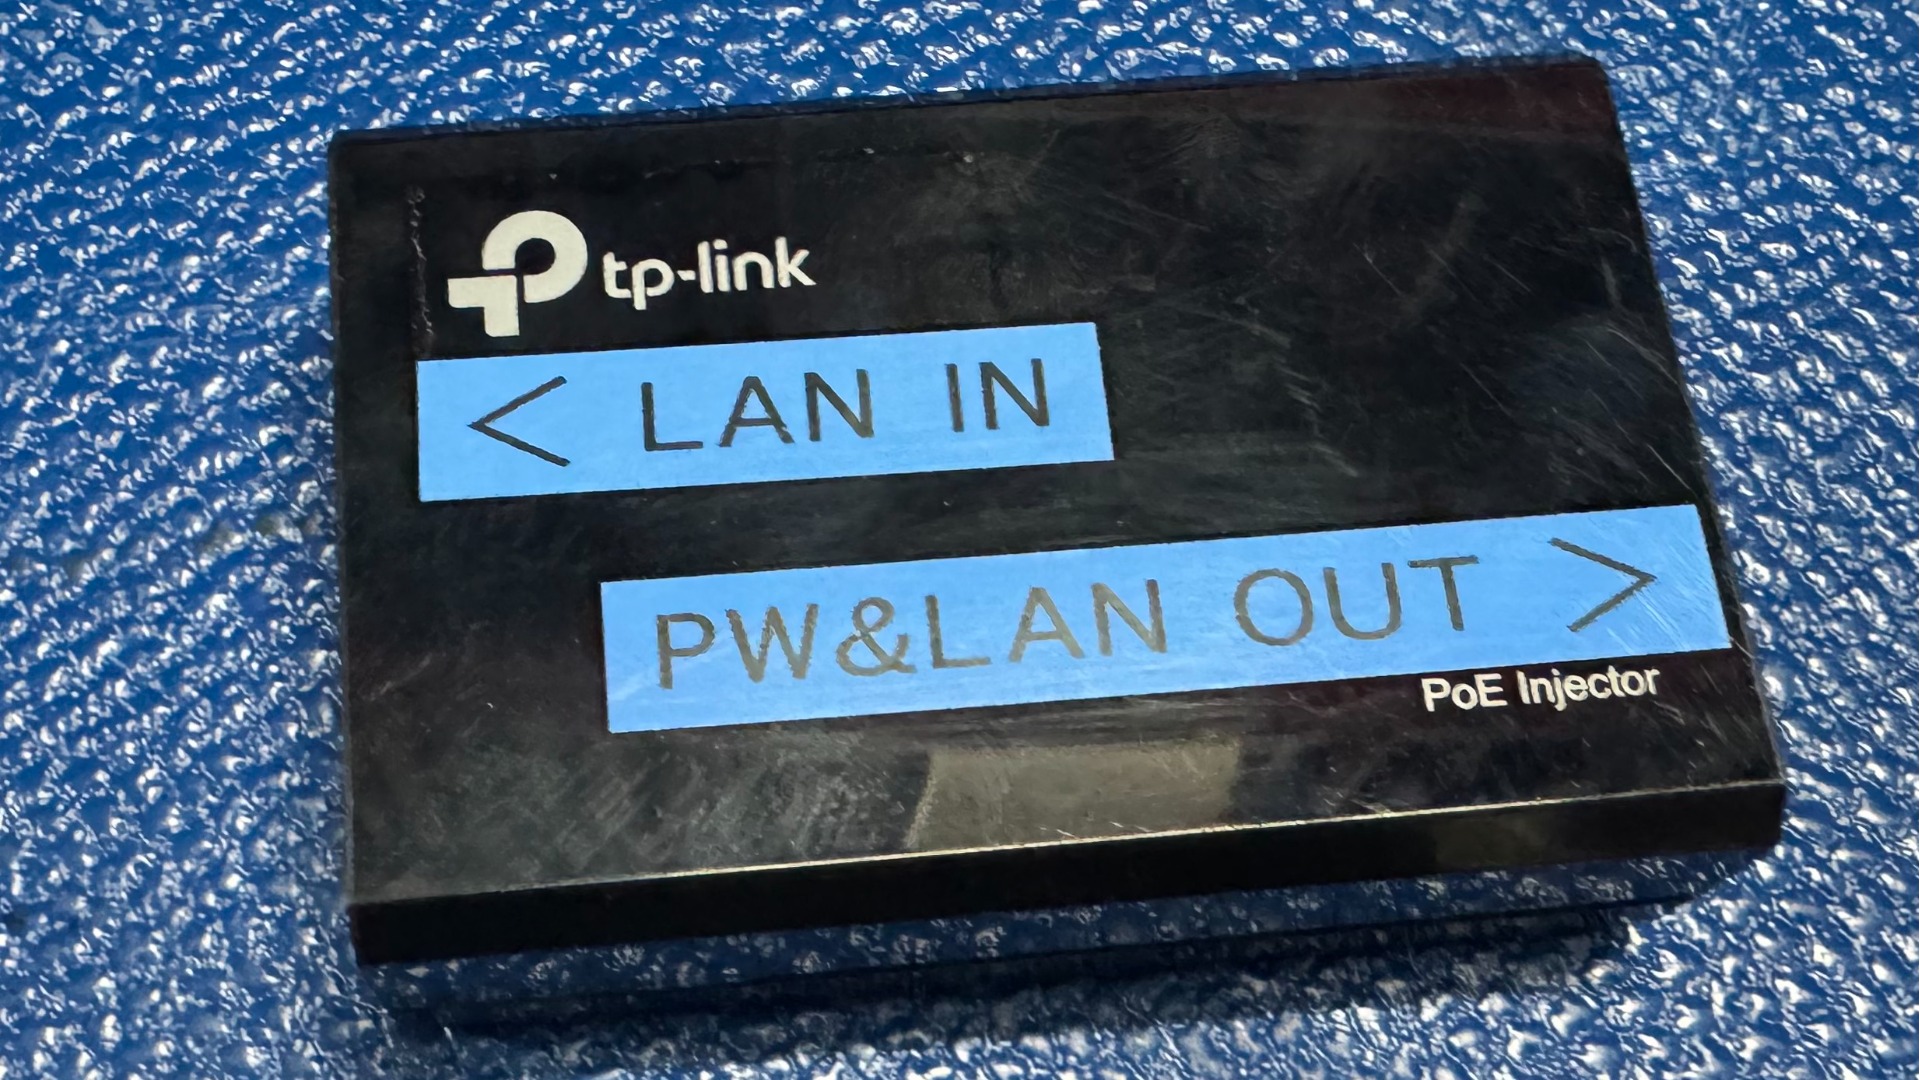 tp-link
< LAN IN
PW&LAN OUT >
PoE Injector